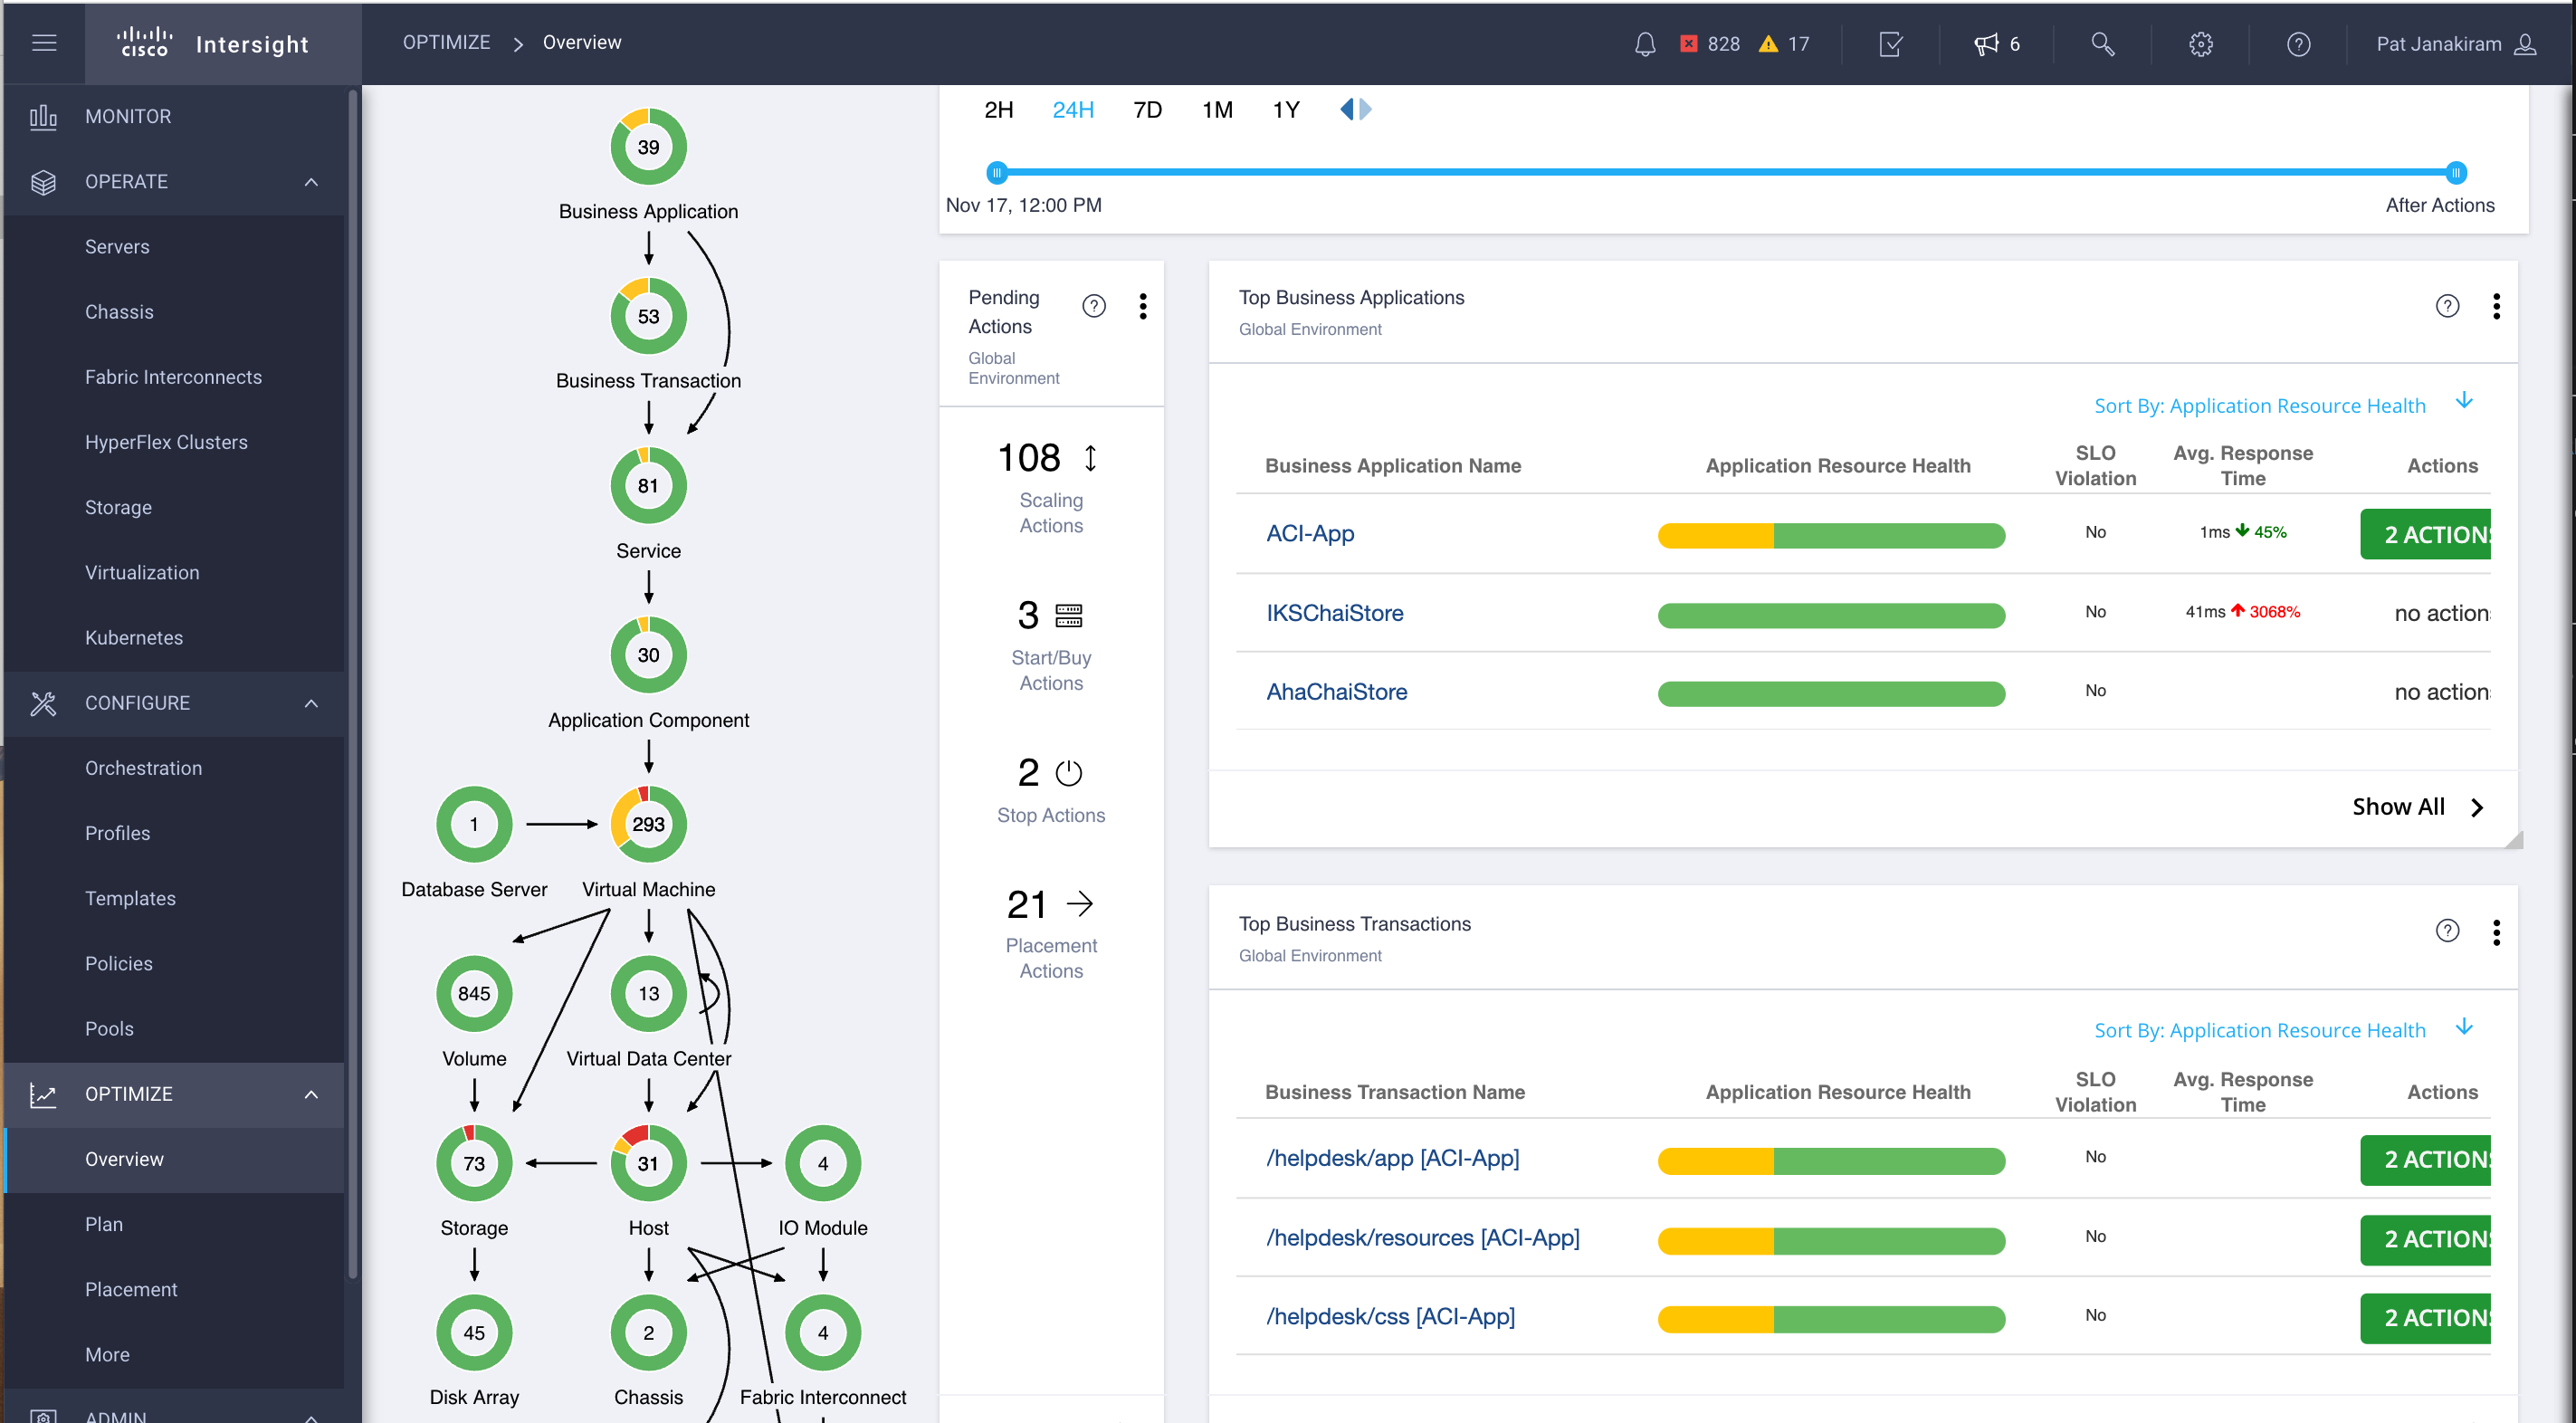 CISCO Intersight
OPTIMIZE > Overview
828 17
6
Pat Janakiram
MONITOR
OPERATE
Servers
Chassis
Fabric Interconnects
HyperFlex Clusters
Storage
Virtualization
Kubernetes
CONFIGURE
Orchestration
Profiles
Templates
Policies
Pools
OPTIMIZE
Overview
Plan
Placement
More
ADMIN
39
Business Application
53
Business Transaction
81
Service
30
Application Component
1 293
Database Server Virtual Machine
845 13
Volume Virtual Data Center
73 31 4
Storage Host IO Module
45 2 4
Disk Array Chassis Fabric Interconnect
2H 24H 7D 1M 1Y
Nov 17, 12:00 PM After Actions
Pending
Actions
Global
Environment
108
Scaling
Actions
3
Start/Buy
Actions
2
Stop Actions
21
Placement
Actions
Top Business Applications
Global Environment
Sort By: Application Resource Health
Business Application Name Application Resource Health SLO Violation Avg. Response Time Actions
ACI-App No 1ms 45% 2 ACTIONS
IKSChaiStore No 41ms 3068% no action
AhaChaiStore No no action
Show All
Top Business Transactions
Global Environment
Sort By: Application Resource Health
Business Transaction Name Application Resource Health SLO Violation Avg. Response Time Actions
/helpdesk/app [ACI-App] No 2 ACTIONS
/helpdesk/resources [ACI-App] No 2 ACTIONS
/helpdesk/css [ACI-App] No 2 ACTIONS